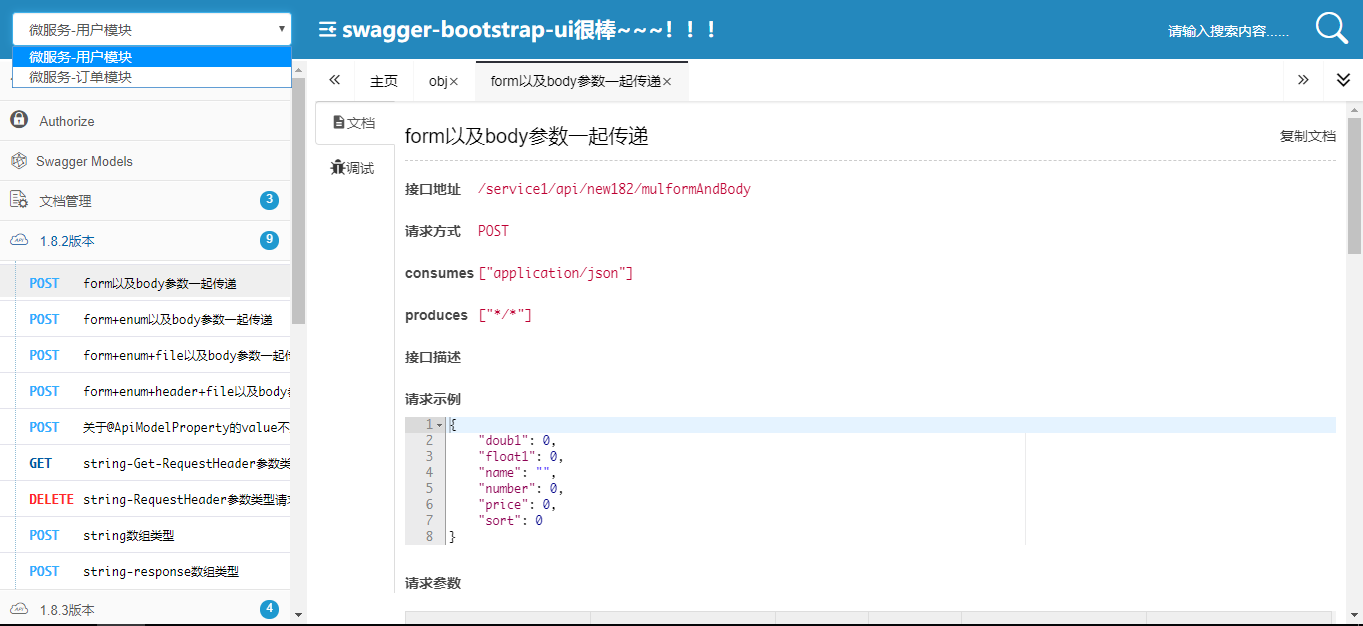 微服务-用户模块
微服务-用户模块
微服务-订单模块
swagger-bootstrap-ui很棒~~~！！！
请输入搜索内容......
主页
obj×
form以及body参数一起传递×
Authorize
Swagger Models
文档管理 3
1.8.2版本 9
POST form以及body参数一起传递
POST form+enum以及body参数一起传递
POST form+enum+file以及body参数一起
POST form+enum+header+file以及body
POST 关于@ApiModelProperty的value不
GET string-Get-RequestHeader参数类
DELETE string-RequestHeader参数类型请
POST string数组类型
POST string-response数组类型
1.8.3版本 4
文档
调试
form以及body参数一起传递
复制文档
接口地址 /service1/api/new182/mulformAndBody
请求方式 POST
consumes ["application/json"]
produces ["*/*"]
接口描述
请求示例
1 {
2 "doub1": 0,
3 "float1": 0,
4 "name": "",
5 "number": 0,
6 "price": 0,
7 "sort": 0
8 }
请求参数